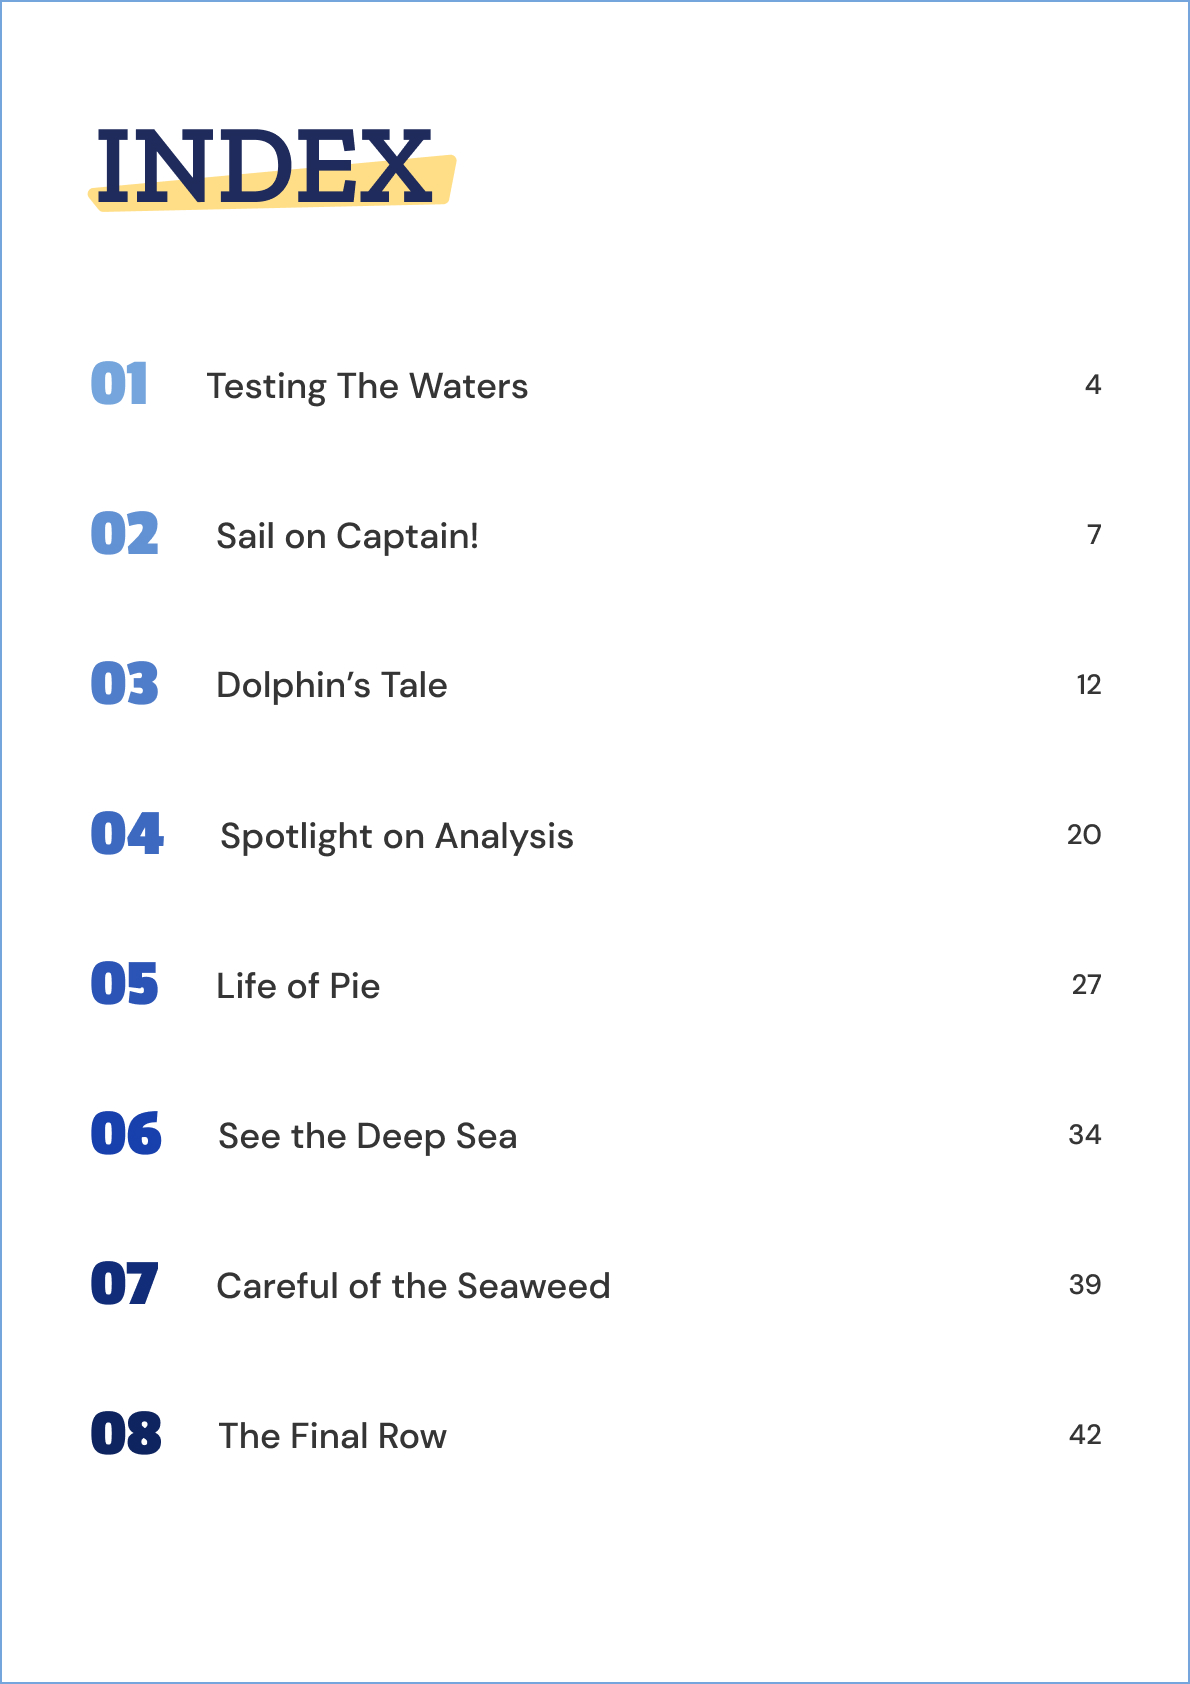 INDEX
01 Testing The Waters 4
02 Sail on Captain! 7
03 Dolphin’s Tale 12
04 Spotlight on Analysis 20
05 Life of Pie 27
06 See the Deep Sea 34
07 Careful of the Seaweed 39
08 The Final Row 42